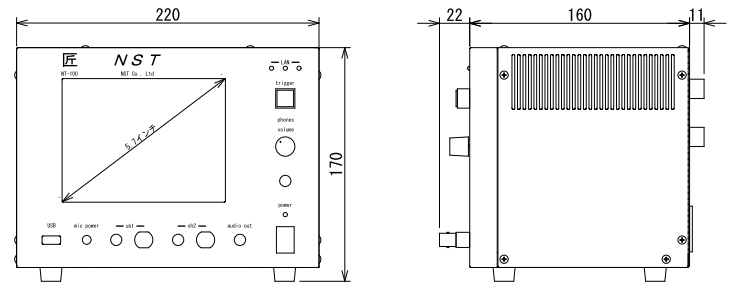 220
22
160
11
匠
NST
LAN
NT-100
NST Co., Ltd
trigger
phones
volume
5.7インチ
170
power
USB
mic power
ch1
ch2
audio out